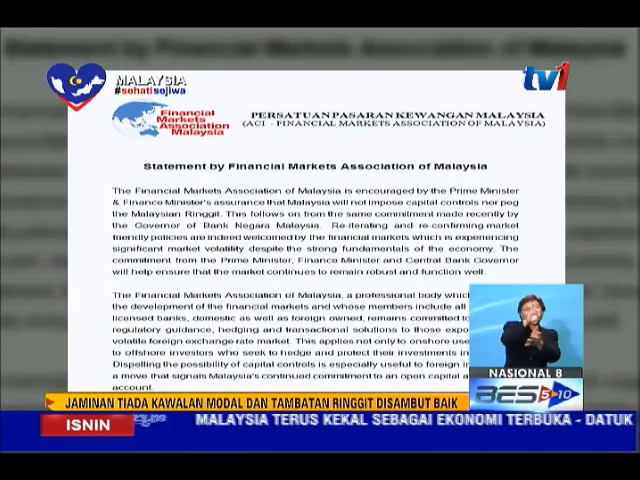 Statement by Financial Markets Association of Malaysia
MALAYSIA
#sehatisejiwa
tv1
Financial
Markets
Association
Malaysia
PERSATUAN PASARAN KEWANGAN MALAYSIA
(ACI - FINANCIAL MARKETS ASSOCIATION OF MALAYSIA)
Statement by Financial Markets Association of Malaysia
The Financial Markets Association of Malaysia is encouraged by the Prime Minister
& Finance Minister's assurance that Malaysia will not impose capital controls nor peg
the Malaysian Ringgit. This follows on from the same commitment made recently by
the Governor of Bank Negara Malaysia. Re-iterating and re-confirming market
friendly policies are indeed welcomed by the financial markets which is experiencing
significant market volatility despite the strong fundamentals of the economy. The
commitment from the Prime Minister, Finance Minister and Central Bank Governor
will help ensure that the market continues to remain robust and function well.
The Financial Markets Association of Malaysia, a professional body which
the development of the financial markets and whose members include all
licensed banks, domestic as well as foreign owned, remains committed to
regulatory guidance, hedging and transactional solutions to those
volatile foreign exchange rate market. This applies not only to onshore
to offshore investors who seek to hedge and protect their investments in
Dispelling the possibility of capital controls is especially useful to foreign
a move that signals Malaysia's continued commitment to an open capital
account.
NASIONAL 8
BES 5 10
JAMINAN TIADA KAWALAN MODAL DAN TAMBATAN RINGGIT DISAMBUT BAIK
ISNIN
MALAYSIA TERUS KEKAL SEBAGAI EKONOMI TERBUKA - DATUK